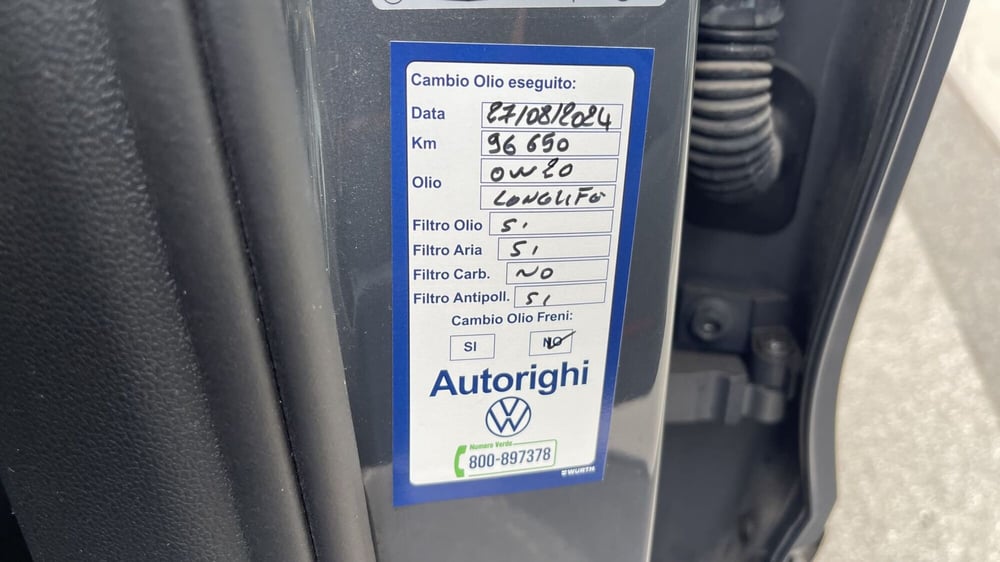 Cambio Olio eseguito:
Data 27/08/2024
Km 96 650
Olio 0W20
LONGLIFE
Filtro Olio SI
Filtro Aria SI
Filtro Carb. NO
Filtro Antipoll. SI
Cambio Olio Freni:
SI NO
Autorighi
Numero Verde
800-897378
WÜRTH